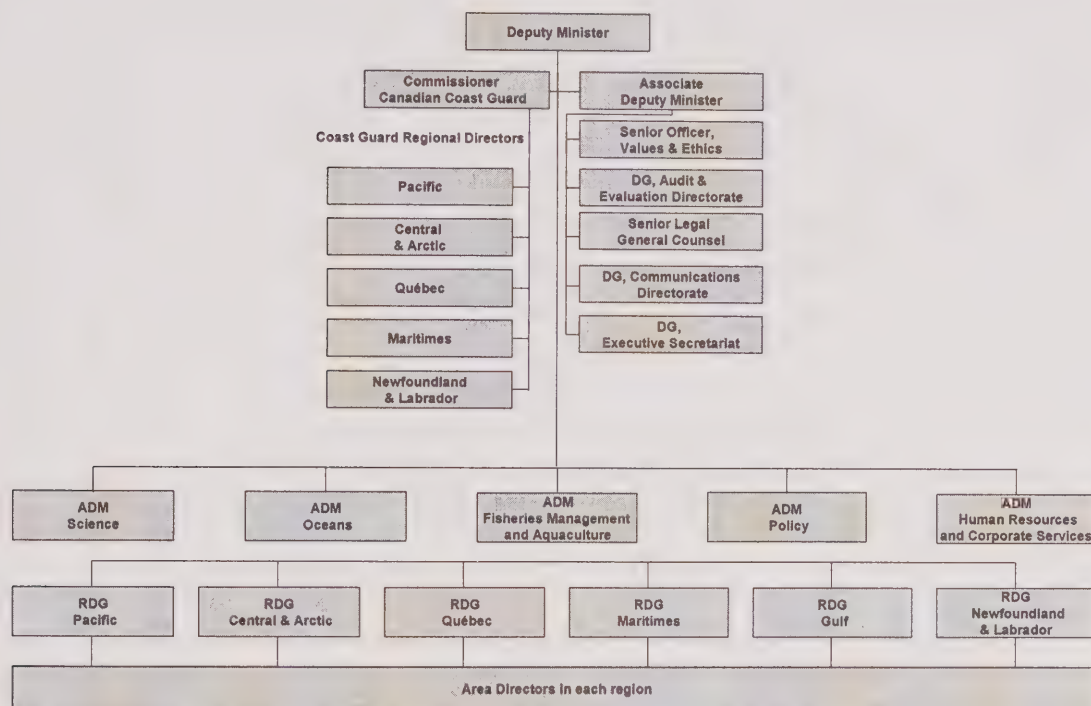 Deputy Minister
Commissioner
Canadian Coast Guard
Associate
Deputy Minister
Coast Guard Regional Directors
Pacific
Central
& Arctic
Québec
Maritimes
Newfoundland
& Labrador
Senior Officer,
Values & Ethics
DG, Audit &
Evaluation Directorate
Senior Legal
General Counsel
DG, Communications
Directorate
DG,
Executive Secretariat
ADM
Science
ADM
Oceans
ADM
Fisheries Management
and Aquaculture
ADM
Policy
ADM
Human Resources
and Corporate Services
RDG
Pacific
RDG
Central & Arctic
RDG
Québec
RDG
Maritimes
RDG
Gulf
RDG
Newfoundland
& Labrador
Area Directors in each region